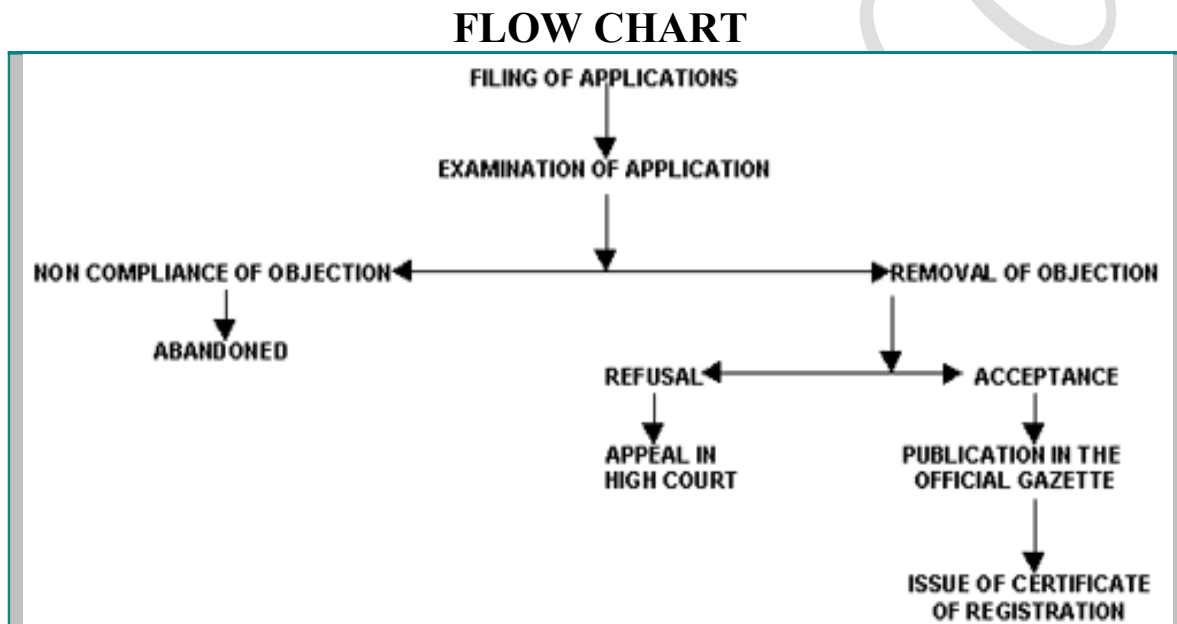 FLOW CHART
FILING OF APPLICATIONS
EXAMINATION OF APPLICATION
NON COMPLIANCE OF OBJECTION
REMOVAL OF OBJECTION
ABANDONED
REFUSAL
ACCEPTANCE
APPEAL IN
HIGH COURT
PUBLICATION IN THE
OFFICIAL GAZETTE
ISSUE OF CERTIFICATE
OF REGISTRATION